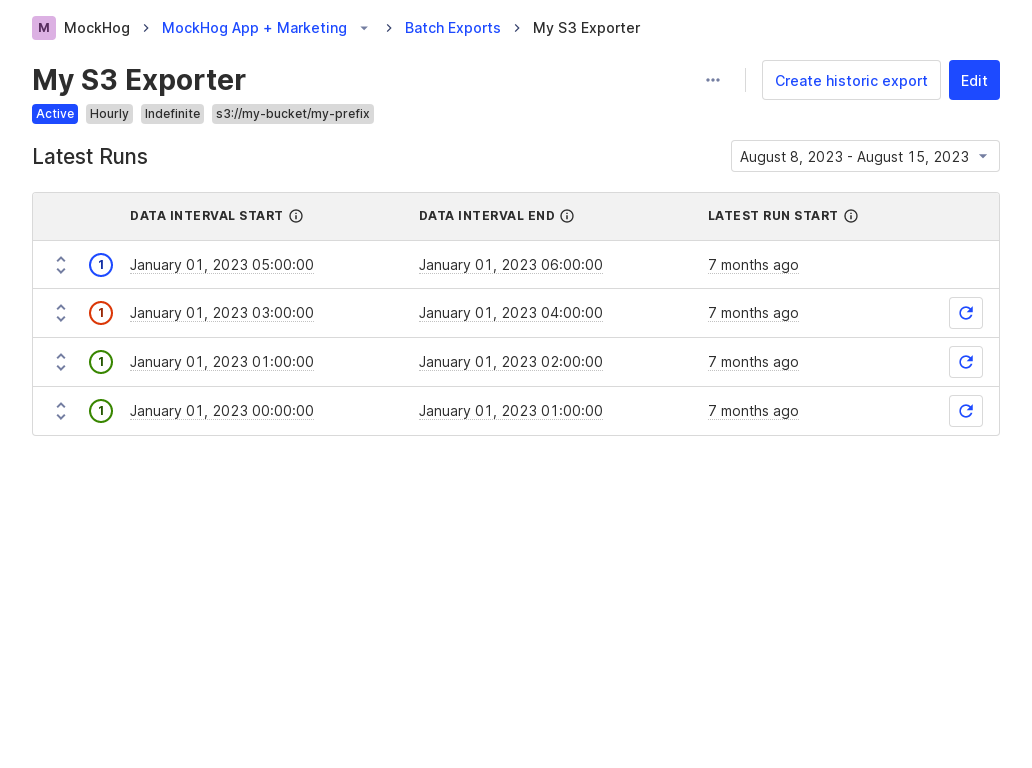 M MockHog MockHog App + Marketing Batch Exports My S3 Exporter
My S3 Exporter
Create historic export Edit
Active Hourly Indefinite s3://my-bucket/my-prefix
Latest Runs
August 8, 2023 - August 15, 2023
DATA INTERVAL START DATA INTERVAL END LATEST RUN START
1 January 01, 2023 05:00:00 January 01, 2023 06:00:00 7 months ago
1 January 01, 2023 03:00:00 January 01, 2023 04:00:00 7 months ago
1 January 01, 2023 01:00:00 January 01, 2023 02:00:00 7 months ago
1 January 01, 2023 00:00:00 January 01, 2023 01:00:00 7 months ago